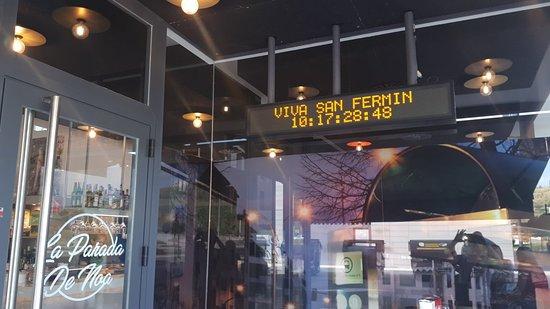 VIVA SAN FERMIN
10:17:28:48
La Parada
De Noa